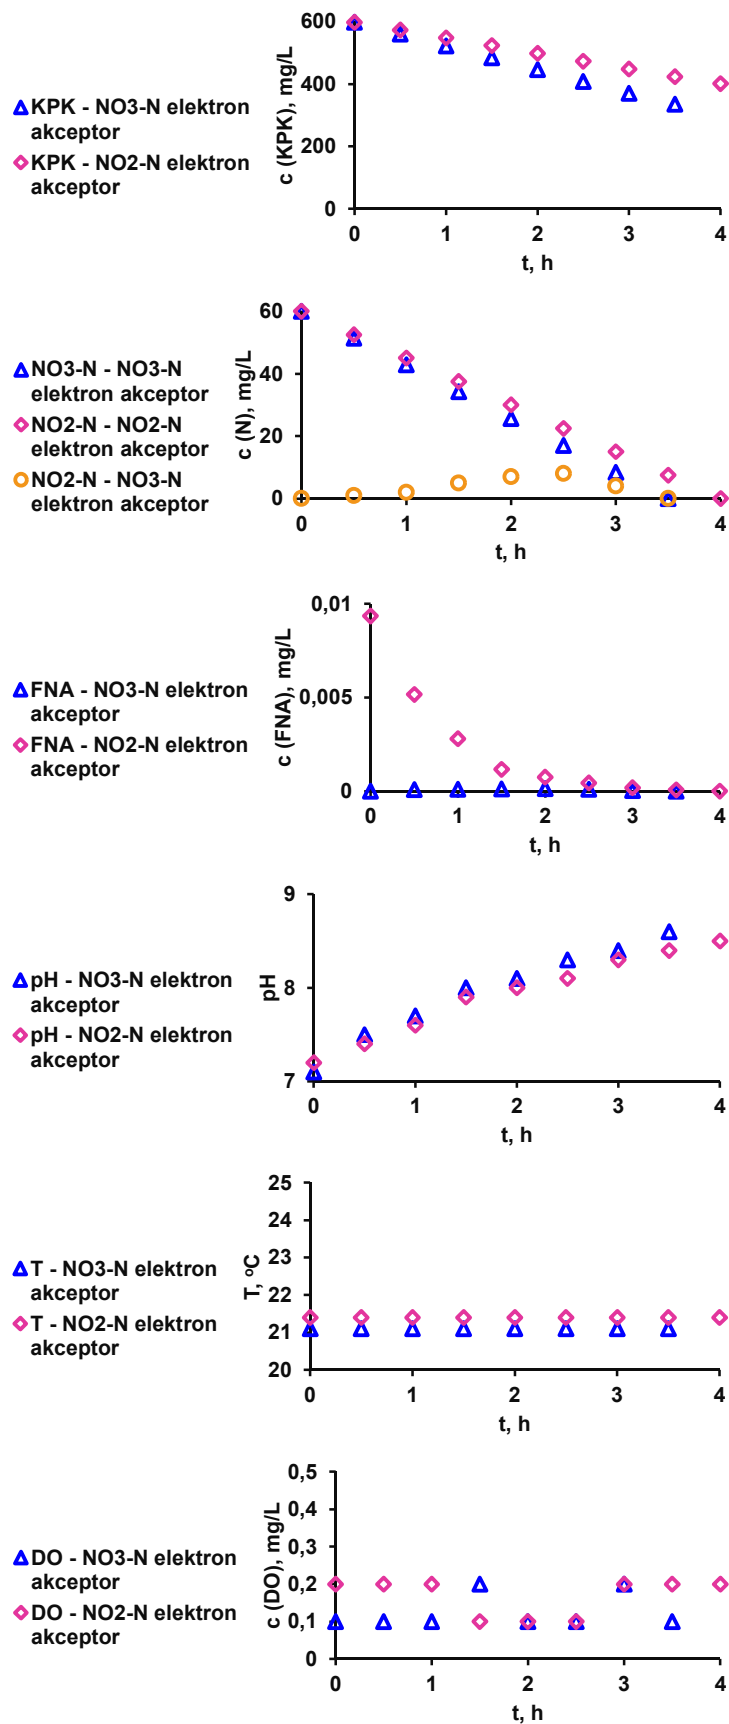 KPK - NO3-N elektron
akceptor
KPK - NO2-N elektron
akceptor
c (KPK), mg/L
600
400
200
0
0 1 2 3 4
t, h
NO3-N - NO3-N
elektron akceptor
NO2-N - NO2-N
elektron akceptor
NO2-N - NO3-N
elektron akceptor
c (N), mg/L
60
40
20
0
0 1 2 3 4
t, h
FNA - NO3-N elektron
akceptor
FNA - NO2-N elektron
akceptor
c (FNA), mg/L
0,01
0,005
0
0 1 2 3 4
t, h
pH - NO3-N elektron
akceptor
pH - NO2-N elektron
akceptor
pH
9
8
7
0 1 2 3 4
t, h
T - NO3-N elektron
akceptor
T - NO2-N elektron
akceptor
T, ºC
25
24
23
22
21
20
0 1 2 3 4
t, h
DO - NO3-N elektron
akceptor
DO - NO2-N elektron
akceptor
c (DO), mg/L
0,5
0,4
0,3
0,2
0,1
0
0 1 2 3 4
t, h